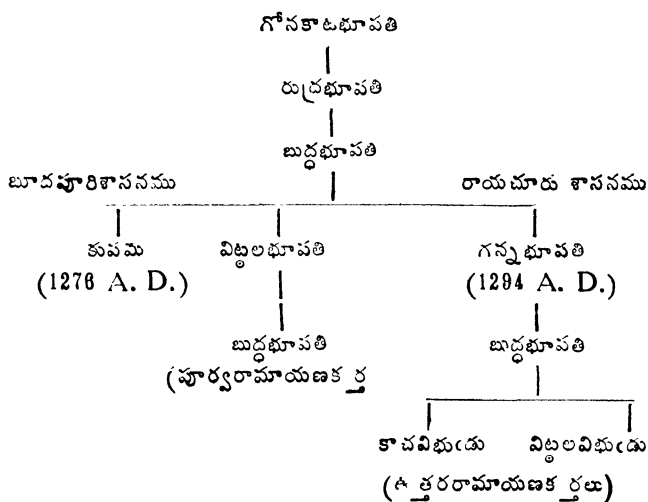 గోనకాటభూపతి
రుద్రభూపతి
బుద్ధభూపతి
బూదపూరిశాసనము రాయచూరు శాసనము
కుపమ విట్ఠలభూపతి గన్నభూపతి
(1276 A. D.) (1294 A. D.)
బుద్ధభూపతి బుద్ధభూపతి
(పూర్వరామాయణకర్త
కాచవిభుఁడు విట్ఠలవిభుఁడు
(ఉత్తరరామాయణకర్తలు)